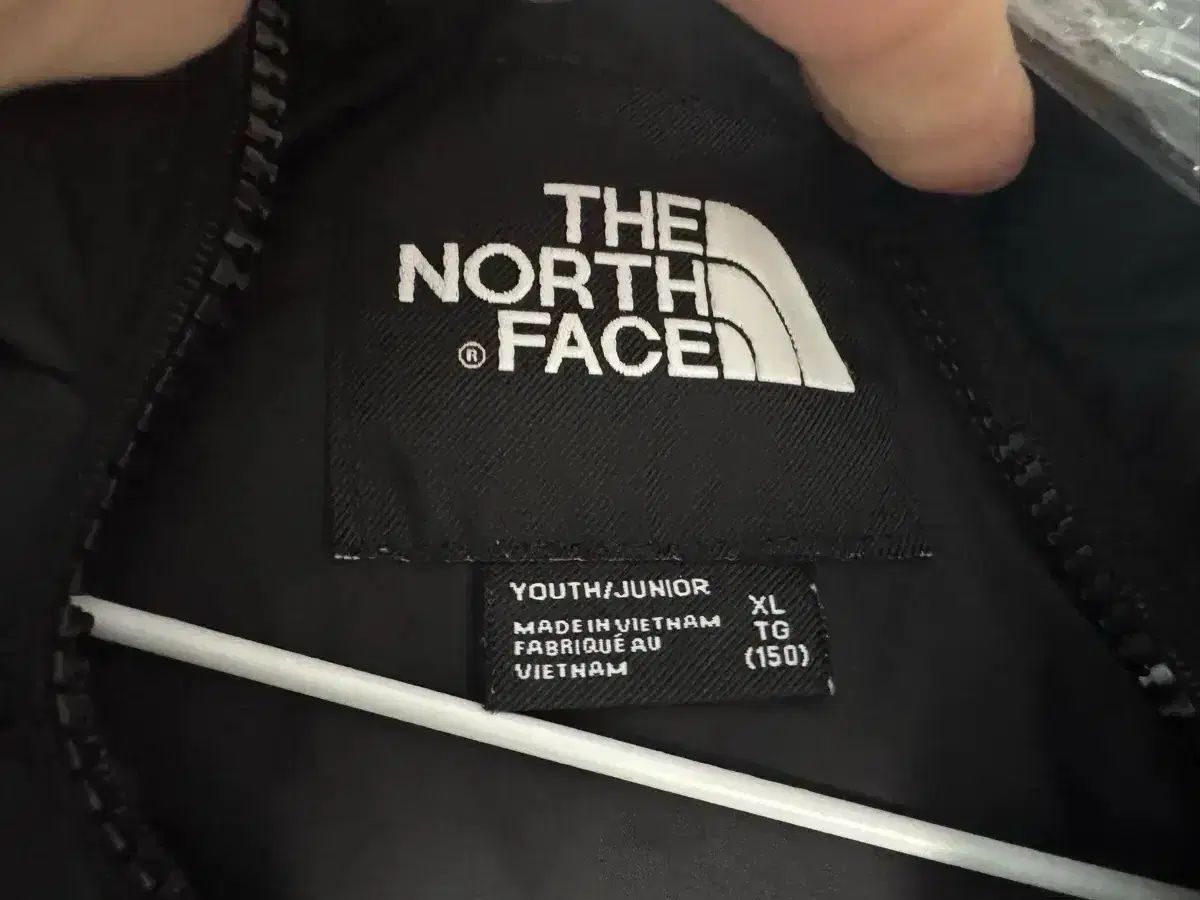 THE
NORTH
® FACE
YOUTH/JUNIOR
MADE IN VIETNAM
FABRIQUÉ AU
VIETNAM
XL
TG
(150)